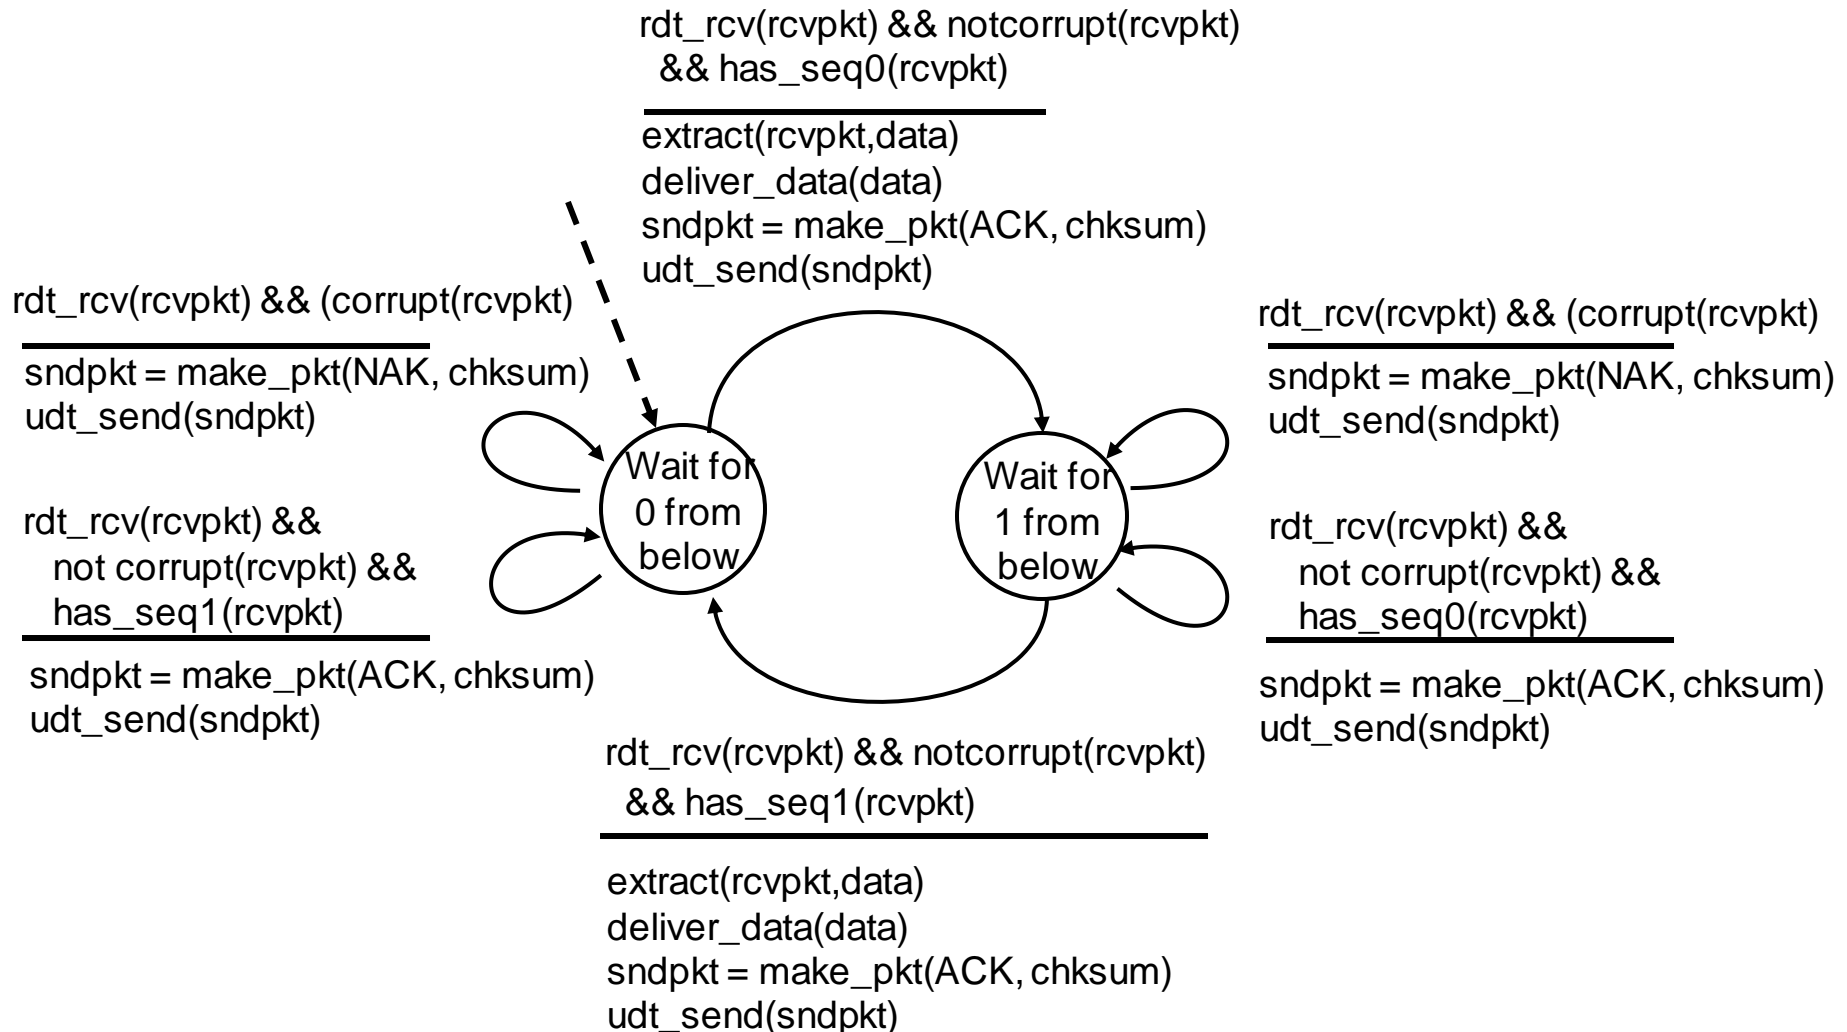 rdt_rcv(rcvpkt) && notcorrupt(rcvpkt)
&& has_seq0(rcvpkt)
extract(rcvpkt,data)
deliver_data(data)
sndpkt = make_pkt(ACK, chksum)
udt_send(sndpkt)
rdt_rcv(rcvpkt) && (corrupt(rcvpkt)
sndpkt = make_pkt(NAK, chksum)
udt_send(sndpkt)
rdt_rcv(rcvpkt) &&
not corrupt(rcvpkt) &&
has_seq1(rcvpkt)
sndpkt = make_pkt(ACK, chksum)
udt_send(sndpkt)
Wait for
0 from
below
Wait for
1 from
below
rdt_rcv(rcvpkt) && (corrupt(rcvpkt)
sndpkt = make_pkt(NAK, chksum)
udt_send(sndpkt)
rdt_rcv(rcvpkt) &&
not corrupt(rcvpkt) &&
has_seq0(rcvpkt)
sndpkt = make_pkt(ACK, chksum)
udt_send(sndpkt)
rdt_rcv(rcvpkt) && notcorrupt(rcvpkt)
&& has_seq1(rcvpkt)
extract(rcvpkt,data)
deliver_data(data)
sndpkt = make_pkt(ACK, chksum)
udt_send(sndpkt)